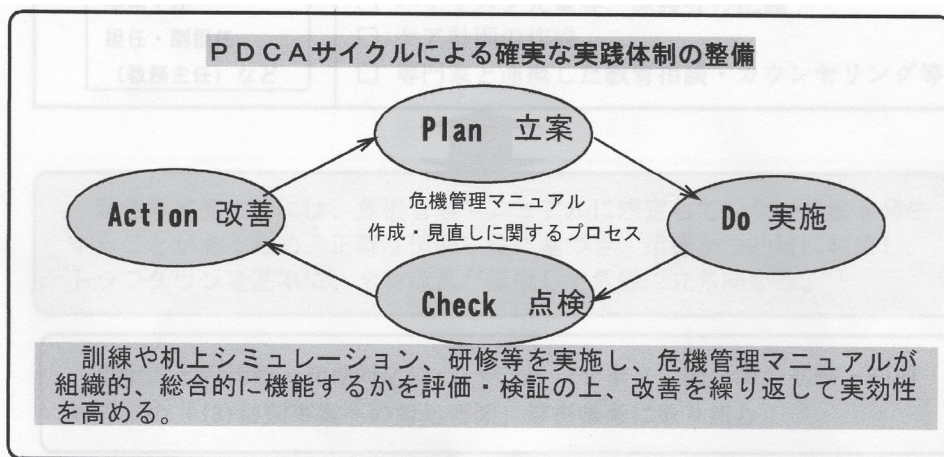 PDCAサイクルによる確実な実践体制の整備
Plan 立案
Action 改善
危機管理マニュアル
作成・見直しに関するプロセス
Do 実施
Check 点検
訓練や机上シミュレーション、研修等を実施し、危機管理マニュアルが
組織的、総合的に機能するかを評価・検証の上、改善を繰り返して実効性
を高める。